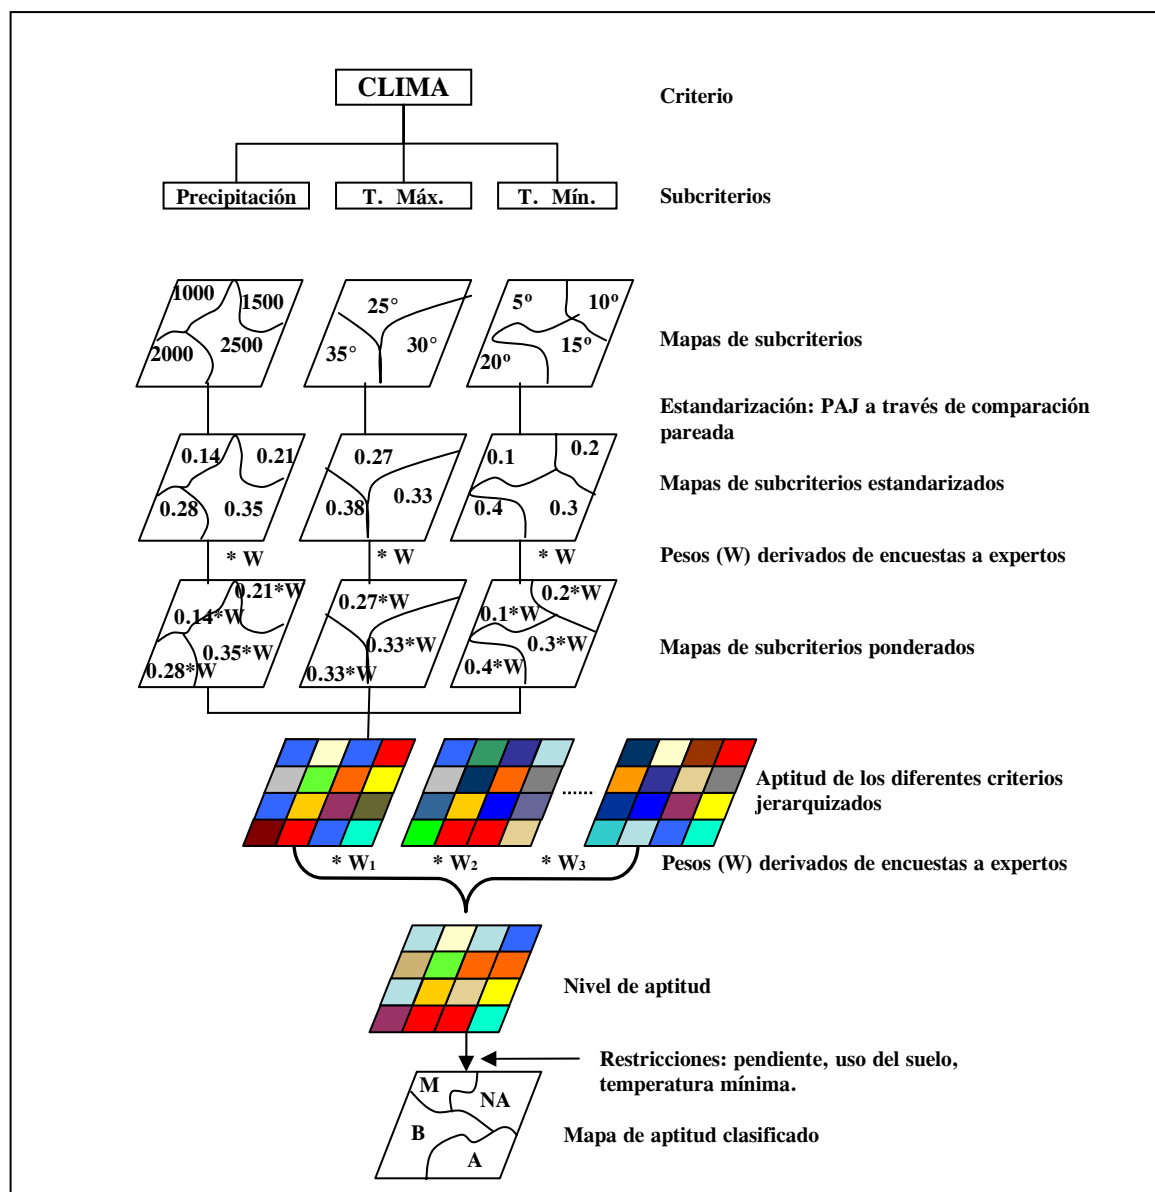 CLIMA
Criterio
Precipitación T. Máx. T. Mín.
Subcriterios
1000 1500
2000 2500
25°
35° 30°
5º 10º
20º 15º
Mapas de subcriterios
Estandarización: PAJ a través de comparación
pareada
0.14 0.21
0.28 0.35
0.27
0.38 0.33
0.1 0.2
0.4 0.3
Mapas de subcriterios estandarizados
* W * W * W
Pesos (W) derivados de encuestas a expertos
0.21*W
0.14*W
0.35*W
0.28*W
0.27*W
0.33*W
0.33*W
0.2*W
0.1*W
0.3*W
0.4*W
Mapas de subcriterios ponderados
......
Aptitud de los diferentes criterios
jerarquizados
* W1 * W2 * W3
Pesos (W) derivados de encuestas a expertos
Nivel de aptitud
Restricciones: pendiente, uso del suelo,
temperatura mínima.
M
NA
B
A
Mapa de aptitud clasificado